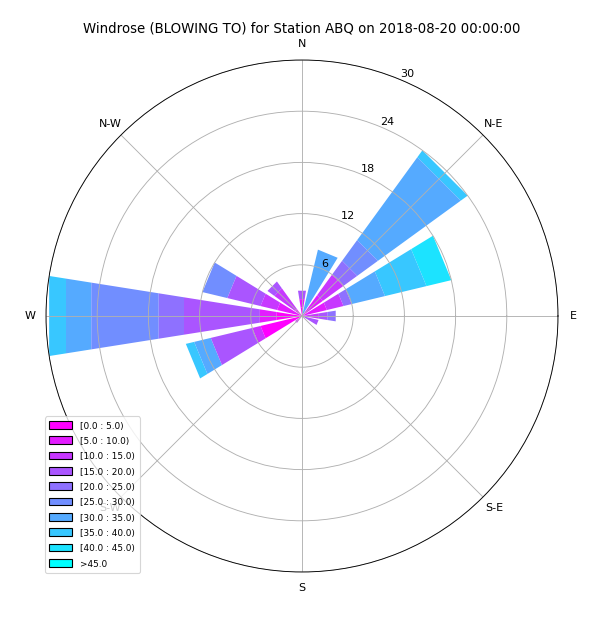 Windrose (BLOWING TO) for Station ABQ on 2018-08-20 00:00:00
N
30
N-W
24
N-E
18
12
6
W
E
[0.0 : 5.0)
[5.0 : 10.0)
[10.0 : 15.0)
[15.0 : 20.0)
[20.0 : 25.0)
[25.0 : 30.0)
[30.0 : 35.0)
[35.0 : 40.0)
[40.0 : 45.0)
>45.0
S-W
S-E
S